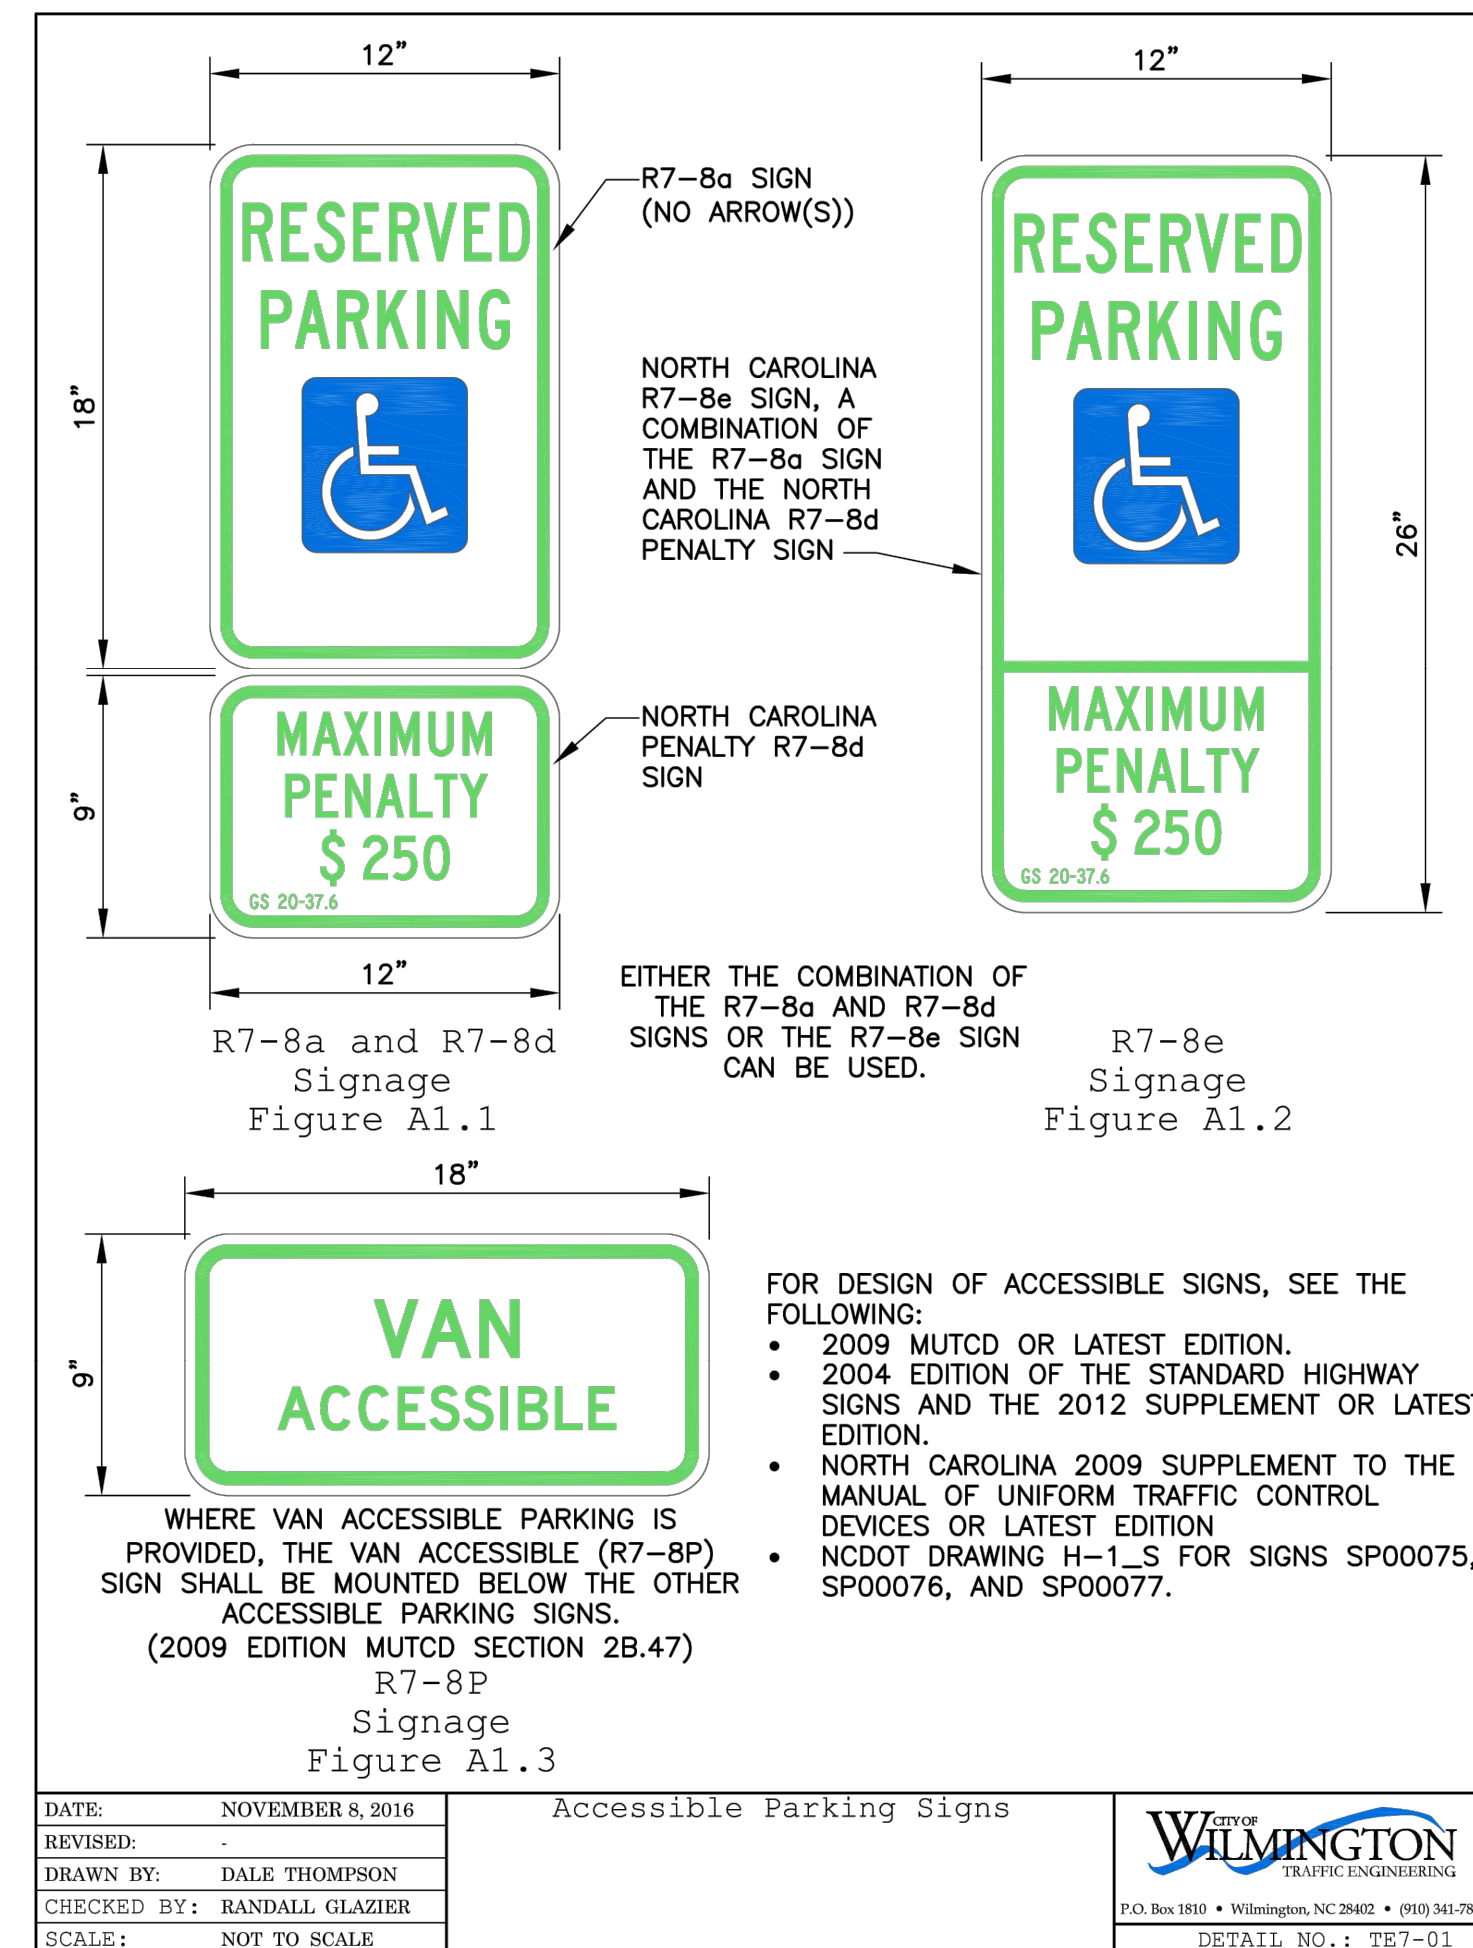 12"
12"
RESERVED
PARKING
18"
R7-8a SIGN
(NO ARROW(S))
NORTH CAROLINA
R7-8e SIGN, A
COMBINATION OF
THE R7-8a SIGN
AND THE NORTH
CAROLINA R7-8d
PENALTY SIGN
RESERVED
PARKING
26"
MAXIMUM
PENALTY
$ 250
GS 20-37.6
9"
12"
NORTH CAROLINA
PENALTY R7-8d
SIGN
MAXIMUM
PENALTY
$ 250
GS 20-37.6
R7-8a and R7-8d
Signage
Figure A1.1
EITHER THE COMBINATION OF
THE R7-8a AND R7-8d
SIGNS OR THE R7-8e SIGN
CAN BE USED.
R7-8e
Signage
Figure A1.2
18"
9"
VAN
ACCESSIBLE
WHERE VAN ACCESSIBLE PARKING IS
PROVIDED, THE VAN ACCESSIBLE (R7-8P)
SIGN SHALL BE MOUNTED BELOW THE OTHER
ACCESSIBLE PARKING SIGNS.
(2009 EDITION MUTCD SECTION 2B.47)
R7-8P
Signage
Figure A1.3
FOR DESIGN OF ACCESSIBLE SIGNS, SEE THE
FOLLOWING:
• 2009 MUTCD OR LATEST EDITION.
• 2004 EDITION OF THE STANDARD HIGHWAY
SIGNS AND THE 2012 SUPPLEMENT OR LATEST
EDITION.
• NORTH CAROLINA 2009 SUPPLEMENT TO THE
MANUAL OF UNIFORM TRAFFIC CONTROL
DEVICES OR LATEST EDITION
• NCDOT DRAWING H-1_S FOR SIGNS SP00075,
SP00076, AND SP00077.
DATE: NOVEMBER 8, 2016
REVISED: -
DRAWN BY: DALE THOMPSON
CHECKED BY: RANDALL GLAZIER
SCALE: NOT TO SCALE
Accessible Parking Signs
CITY OF
WILMINGTON
TRAFFIC ENGINEERING
P.O. Box 1810 • Wilmington, NC 28402 • (910) 341-78
DETAIL NO.: TE7-01